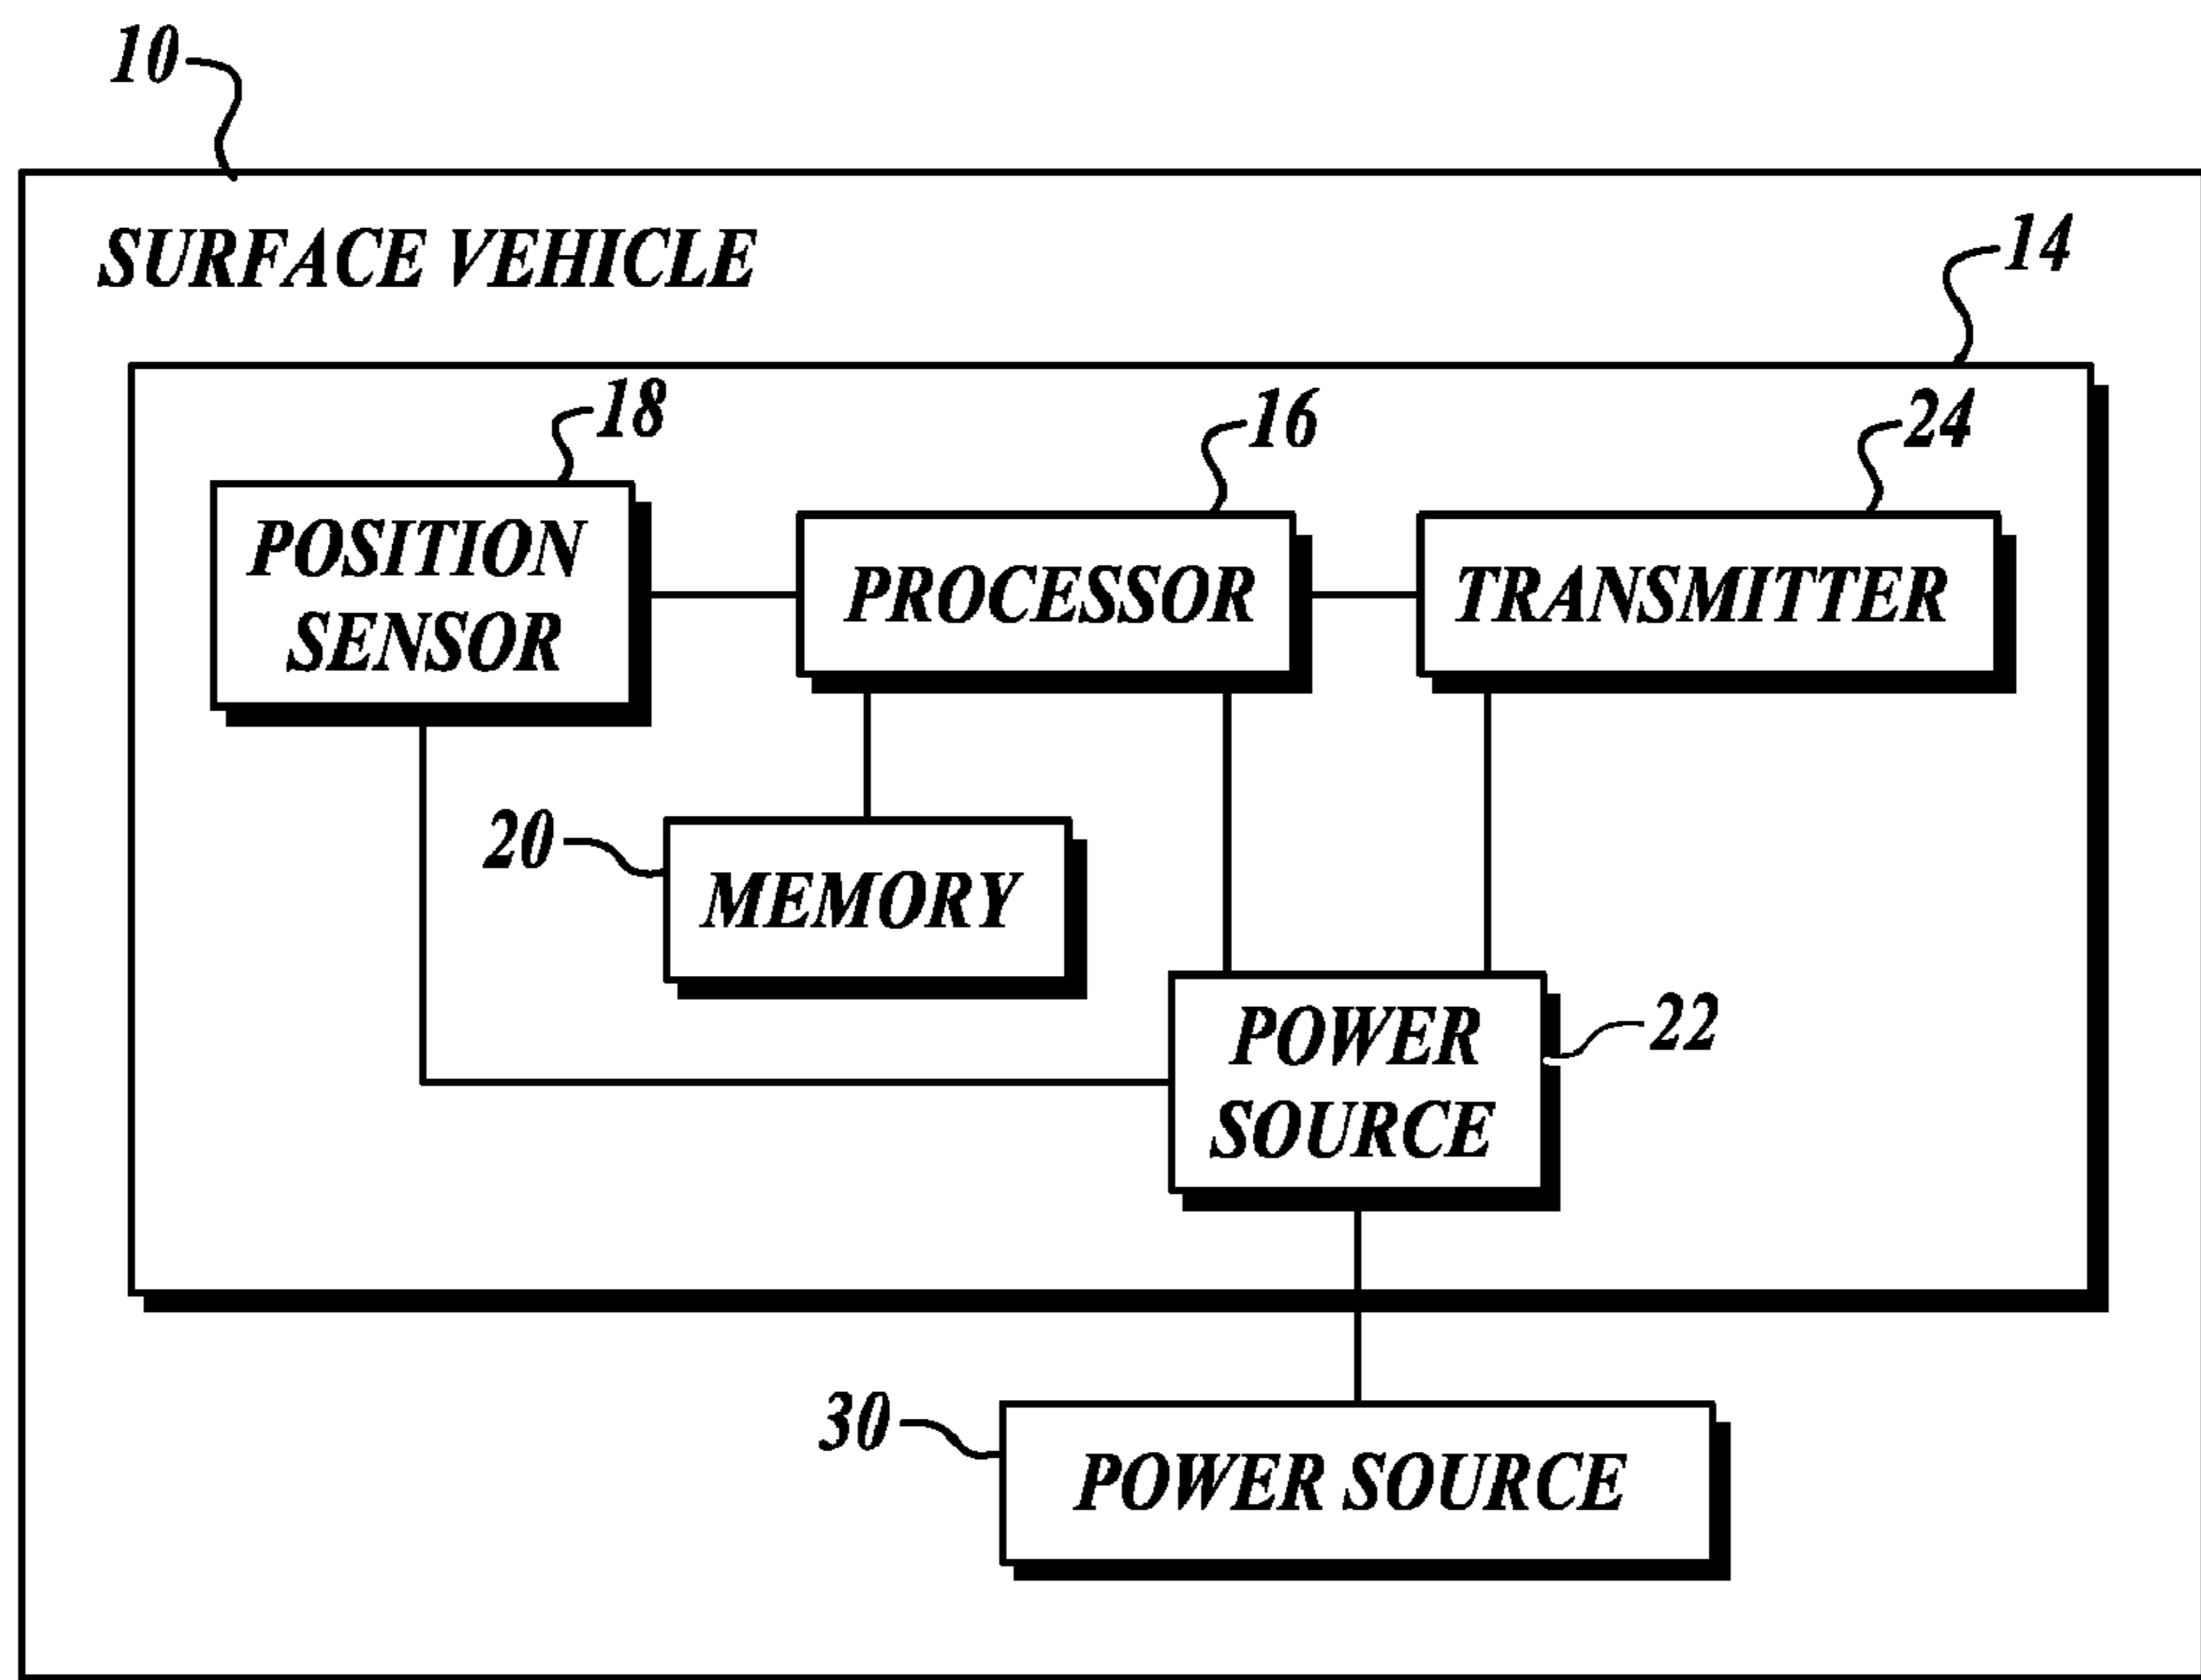 10
SURFACE VEHICLE
14
18
16
24
POSITION
SENSOR
PROCESSOR
TRANSMITTER
20
MEMORY
POWER
SOURCE
22
30
POWER SOURCE